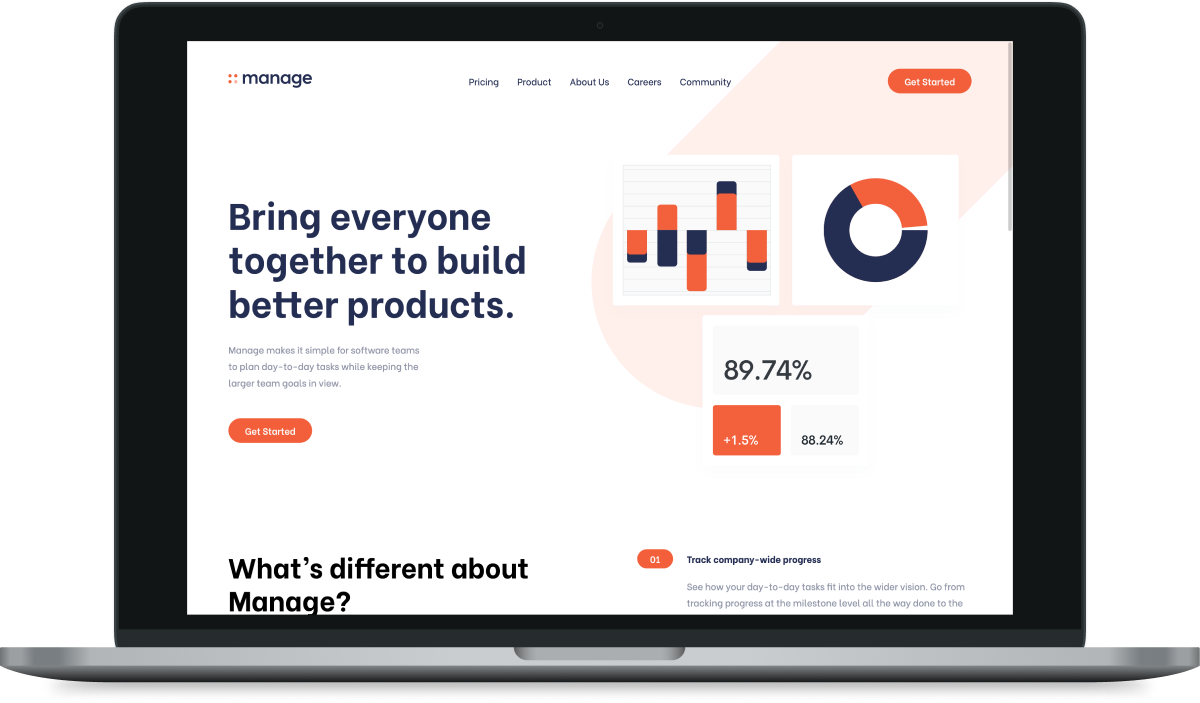 manage
Pricing Product About Us Careers Community
Get Started
Bring everyone
together to build
better products.
Manage makes it simple for software teams
to plan day-to-day tasks while keeping the
larger team goals in view.
Get Started
89.74%
+1.5% 88.24%
What's different about
Manage?
01 Track company-wide progress
See how your day-to-day tasks fit into the wider vision. Go from
tracking progress at the milestone level all the way done to the